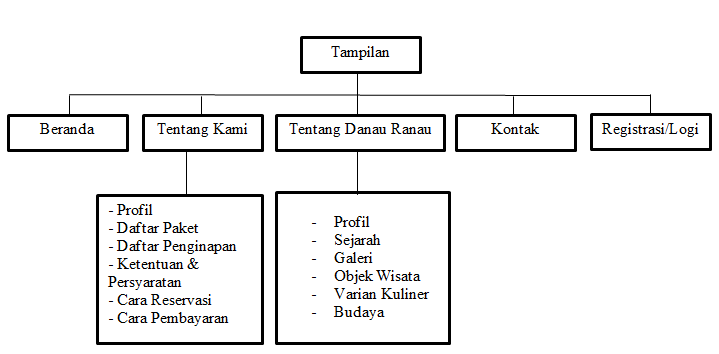 Tampilan
Beranda
Tentang Kami
Tentang Danau Ranau
Kontak
Registrasi/Logi
- Profil
- Daftar Paket
- Daftar Penginapan
- Ketentuan &
Persyaratan
- Cara Reservasi
- Cara Pembayaran
- Profil
- Sejarah
- Galeri
- Objek Wisata
- Varian Kuliner
- Budaya